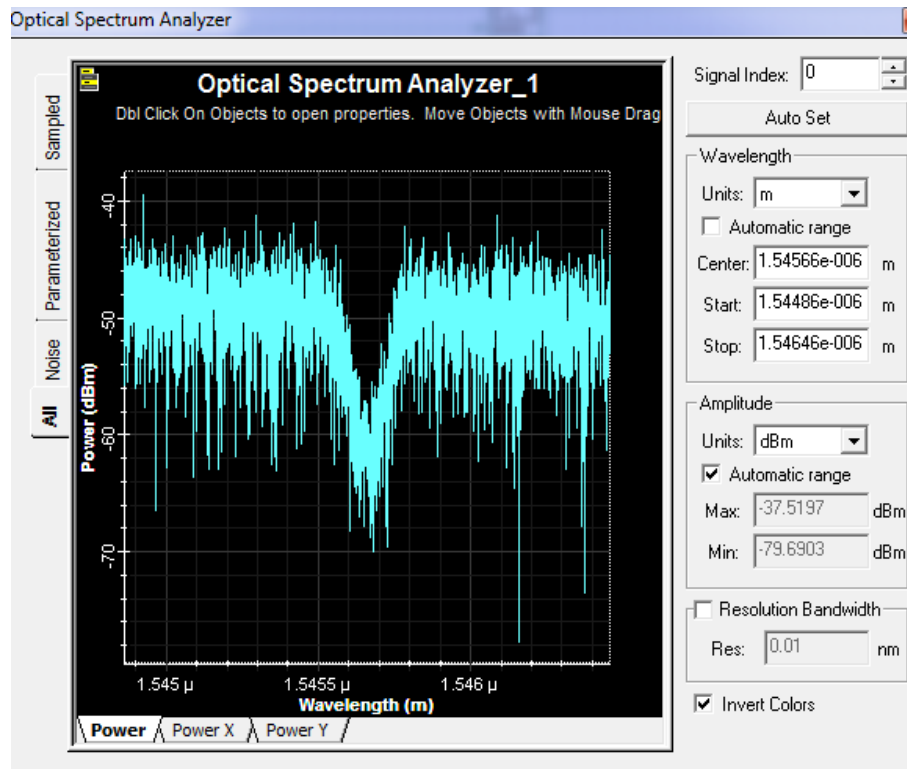 Optical Spectrum Analyzer
Sampled
Parameterized
Noise
All
Optical Spectrum Analyzer_1
Dbl Click On Objects to open properties. Move Objects with Mouse Drag
Power (dBm)
-40
-50
-60
-70
1.545 µ 1.5455 µ 1.546 µ
Wavelength (m)
Power Power X Power Y
Signal Index: 0
Auto Set
Wavelength
Units: m
Automatic range
Center: 1.54566e-006 m
Start: 1.54486e-006 m
Stop: 1.54646e-006 m
Amplitude
Units: dBm
Automatic range
Max: -37.5197 dBm
Min: -79.6903 dBm
Resolution Bandwidth
Res: 0.01 nm
Invert Colors